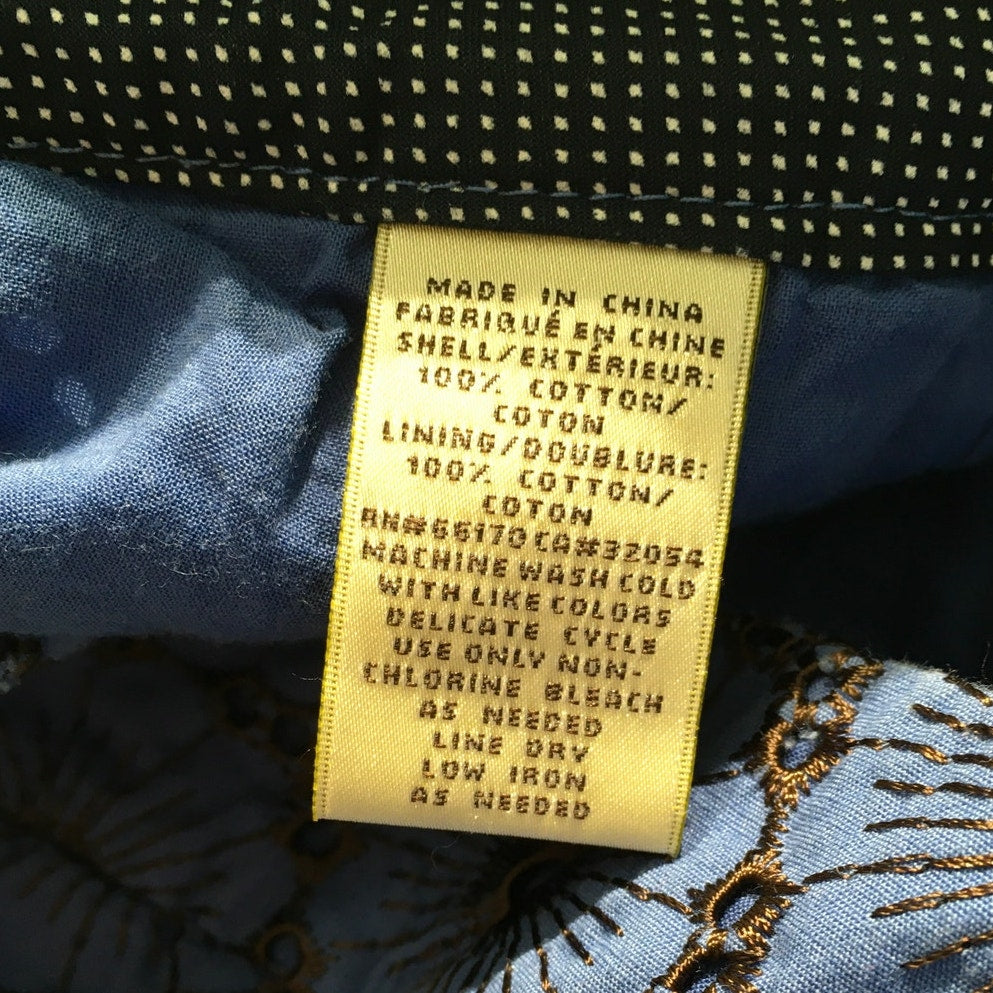 MADE IN CHINA
FABRIQUÉ EN CHINE
SHELL/EXTÉRIEUR:
100% COTTON/
COTON
LINING/DOUBLURE:
100% COTTON/
COTON
RN#66170 CA#32054
MACHINE WASH COLD
WITH LIKE COLORS
DELICATE CYCLE
USE ONLY NON-
CHLORINE BLEACH
AS NEEDED
LINE DRY
LOW IRON
AS NEEDED